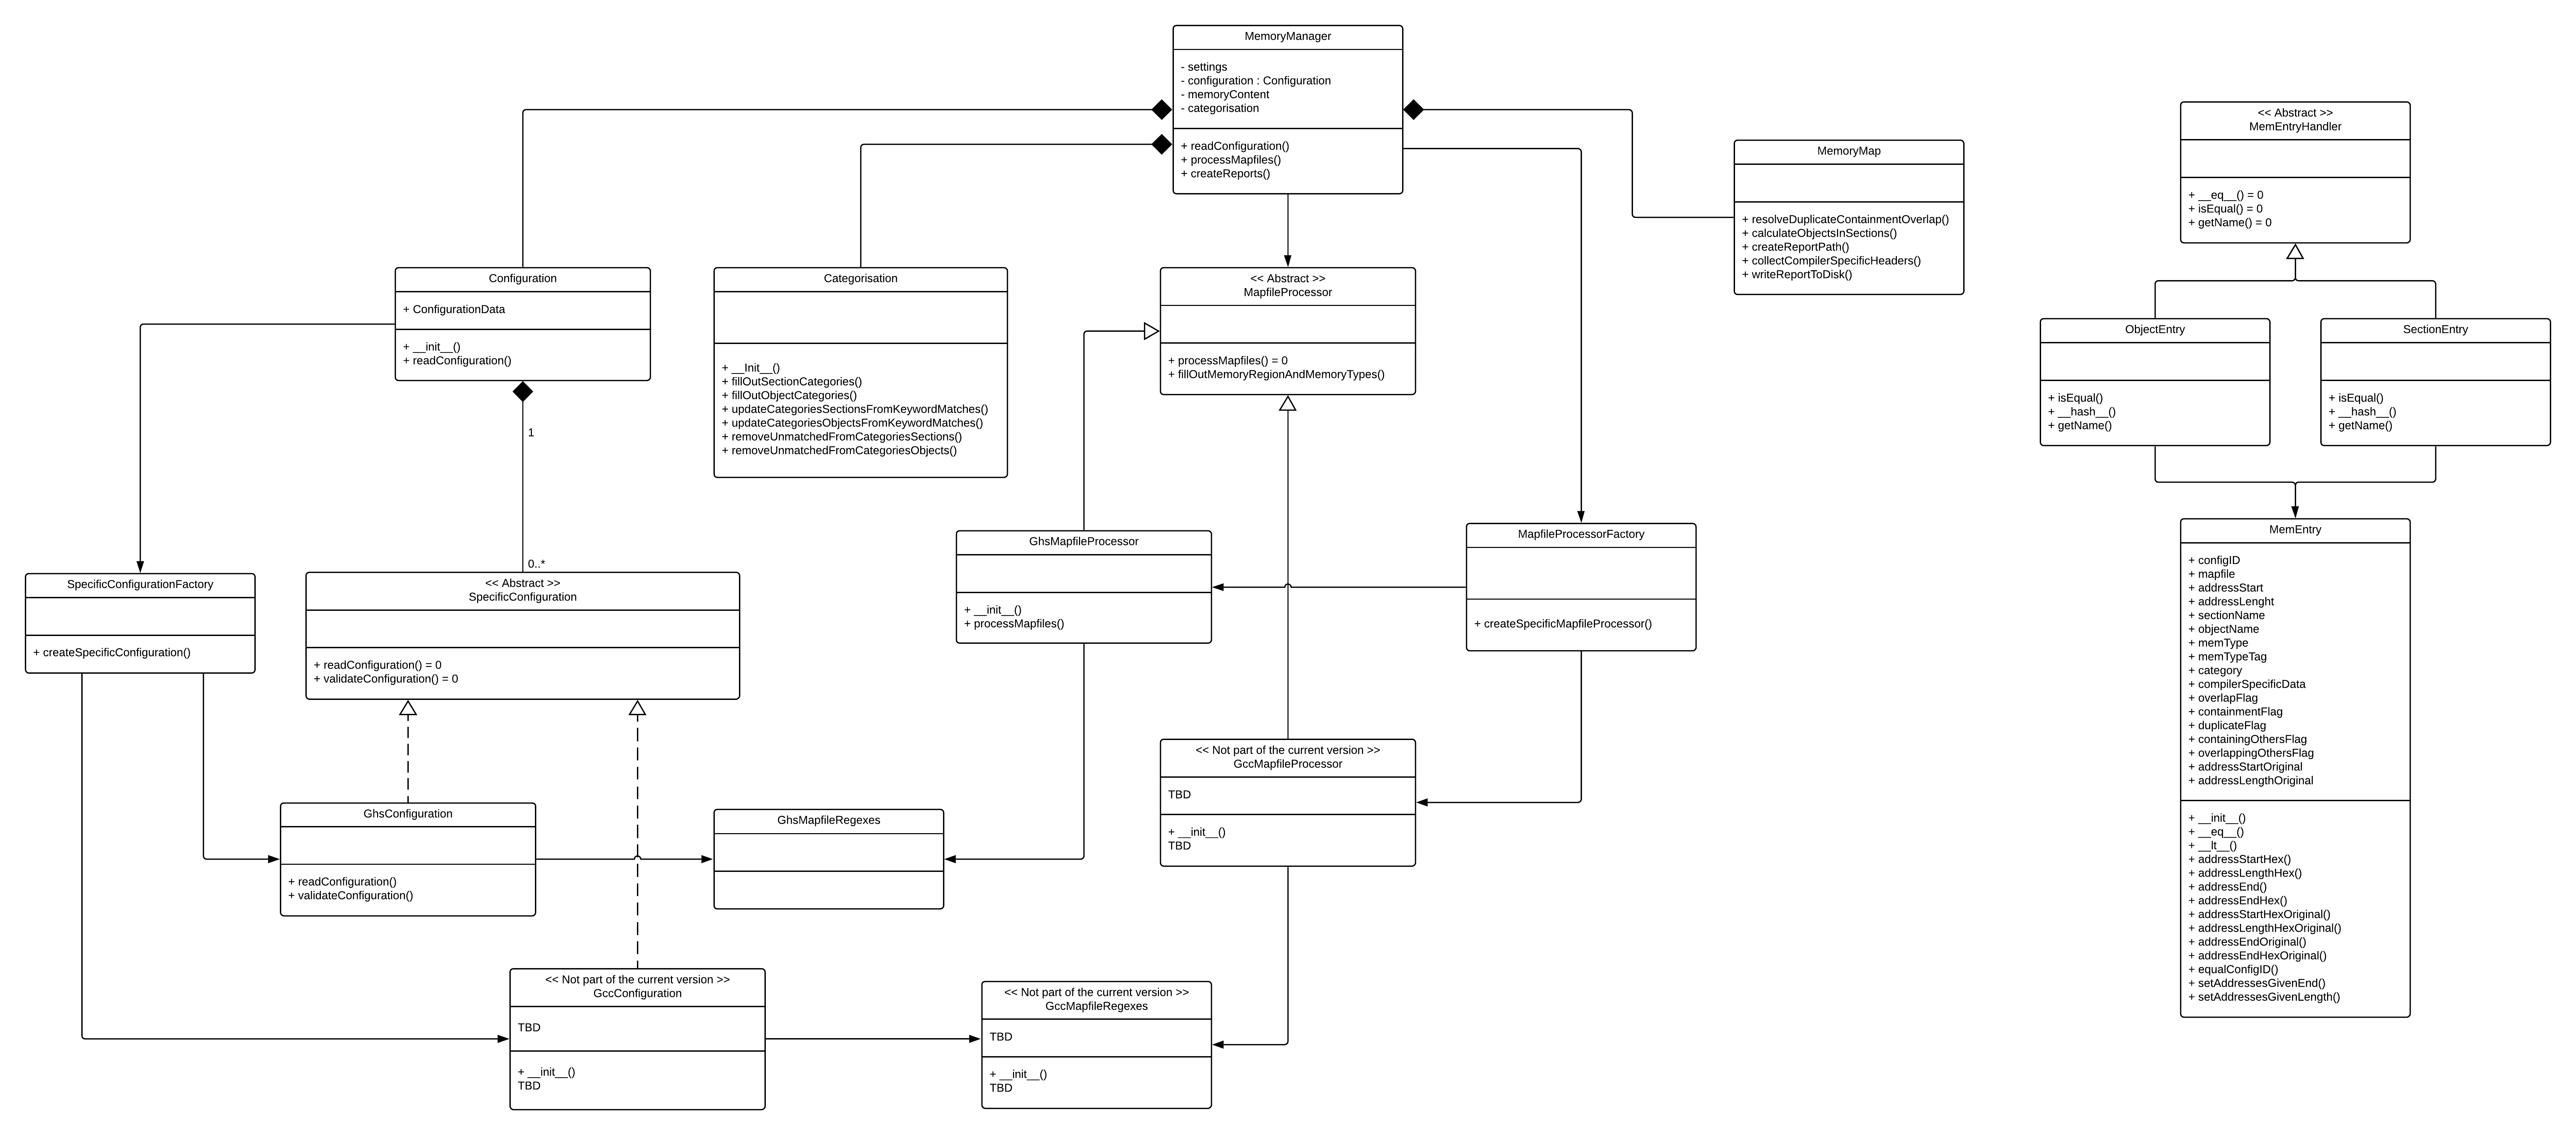 MemoryManager
- settings
- configuration : Configuration
- memoryContent
- categorisation
+ readConfiguration()
+ processMapfiles()
+ createReports()
<< Abstract >>
MemEntryHandler
+ __eq__() = 0
+ isEqual() = 0
+ getName() = 0
MemoryMap
+ resolveDuplicateContainmentOverlap()
+ calculateObjectsInSections()
+ createReportPath()
+ collectCompilerSpecificHeaders()
+ writeReportToDisk()
Configuration
+ ConfigurationData
+ __init__()
+ readConfiguration()
1
0..*
Categorisation
+ __Init__()
+ fillOutSectionCategories()
+ fillOutObjectCategories()
+ updateCategoriesSectionsFromKeywordMatches()
+ updateCategoriesObjectsFromKeywordMatches()
+ removeUnmatchedFromCategoriesSections()
+ removeUnmatchedFromCategoriesObjects()
<< Abstract >>
MapfileProcessor
+ processMapfiles() = 0
+ fillOutMemoryRegionAndMemoryTypes()
ObjectEntry
+ isEqual()
+ __hash__()
+ getName()
SectionEntry
+ isEqual()
+ __hash__()
+ getName()
SpecificConfigurationFactory
+ createSpecificConfiguration()
<< Abstract >>
SpecificConfiguration
+ readConfiguration() = 0
+ validateConfiguration() = 0
GhsMapfileProcessor
+ __init__()
+ processMapfiles()
MapfileProcessorFactory
+ createSpecificMapfileProcessor()
MemEntry
+ configID
+ mapfile
+ addressStart
+ addressLenght
+ sectionName
+ objectName
+ memType
+ memTypeTag
+ category
+ compilerSpecificData
+ overlapFlag
+ containmentFlag
+ duplicateFlag
+ containingOthersFlag
+ overlappingOthersFlag
+ addressStartOriginal
+ addressLengthOriginal
+ __init__()
+ __eq__()
+ __lt__()
+ addressStartHex()
+ addressLengthHex()
+ addressEnd()
+ addressEndHex()
+ addressStartHexOriginal()
+ addressLengthHexOriginal()
+ addressEndOriginal()
+ addressEndHexOriginal()
+ equalConfigID()
+ setAddressesGivenEnd()
+ setAddressesGivenLength()
<< Not part of the current version >>
GccMapfileProcessor
TBD
+ __init__()
TBD
GhsConfiguration
+ readConfiguration()
+ validateConfiguration()
GhsMapfileRegexes
<< Not part of the current version >>
GccConfiguration
TBD
+ __init__()
TBD
<< Not part of the current version >>
GccMapfileRegexes
TBD
+ __init__()
TBD